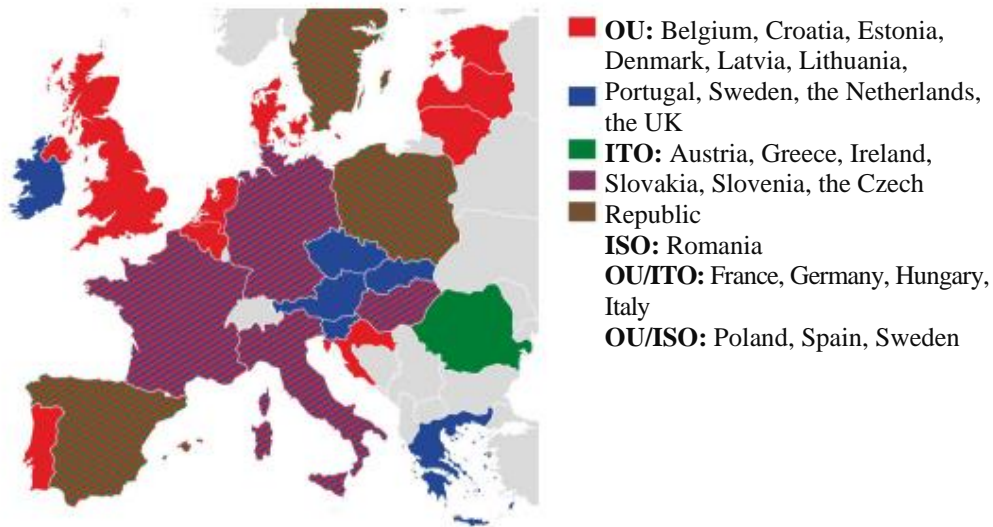 OU: Belgium, Croatia, Estonia,
Denmark, Latvia, Lithuania,
Portugal, Sweden, the Netherlands,
the UK
ITO: Austria, Greece, Ireland,
Slovakia, Slovenia, the Czech
Republic
ISO: Romania
OU/ITO: France, Germany, Hungary,
Italy
OU/ISO: Poland, Spain, Sweden